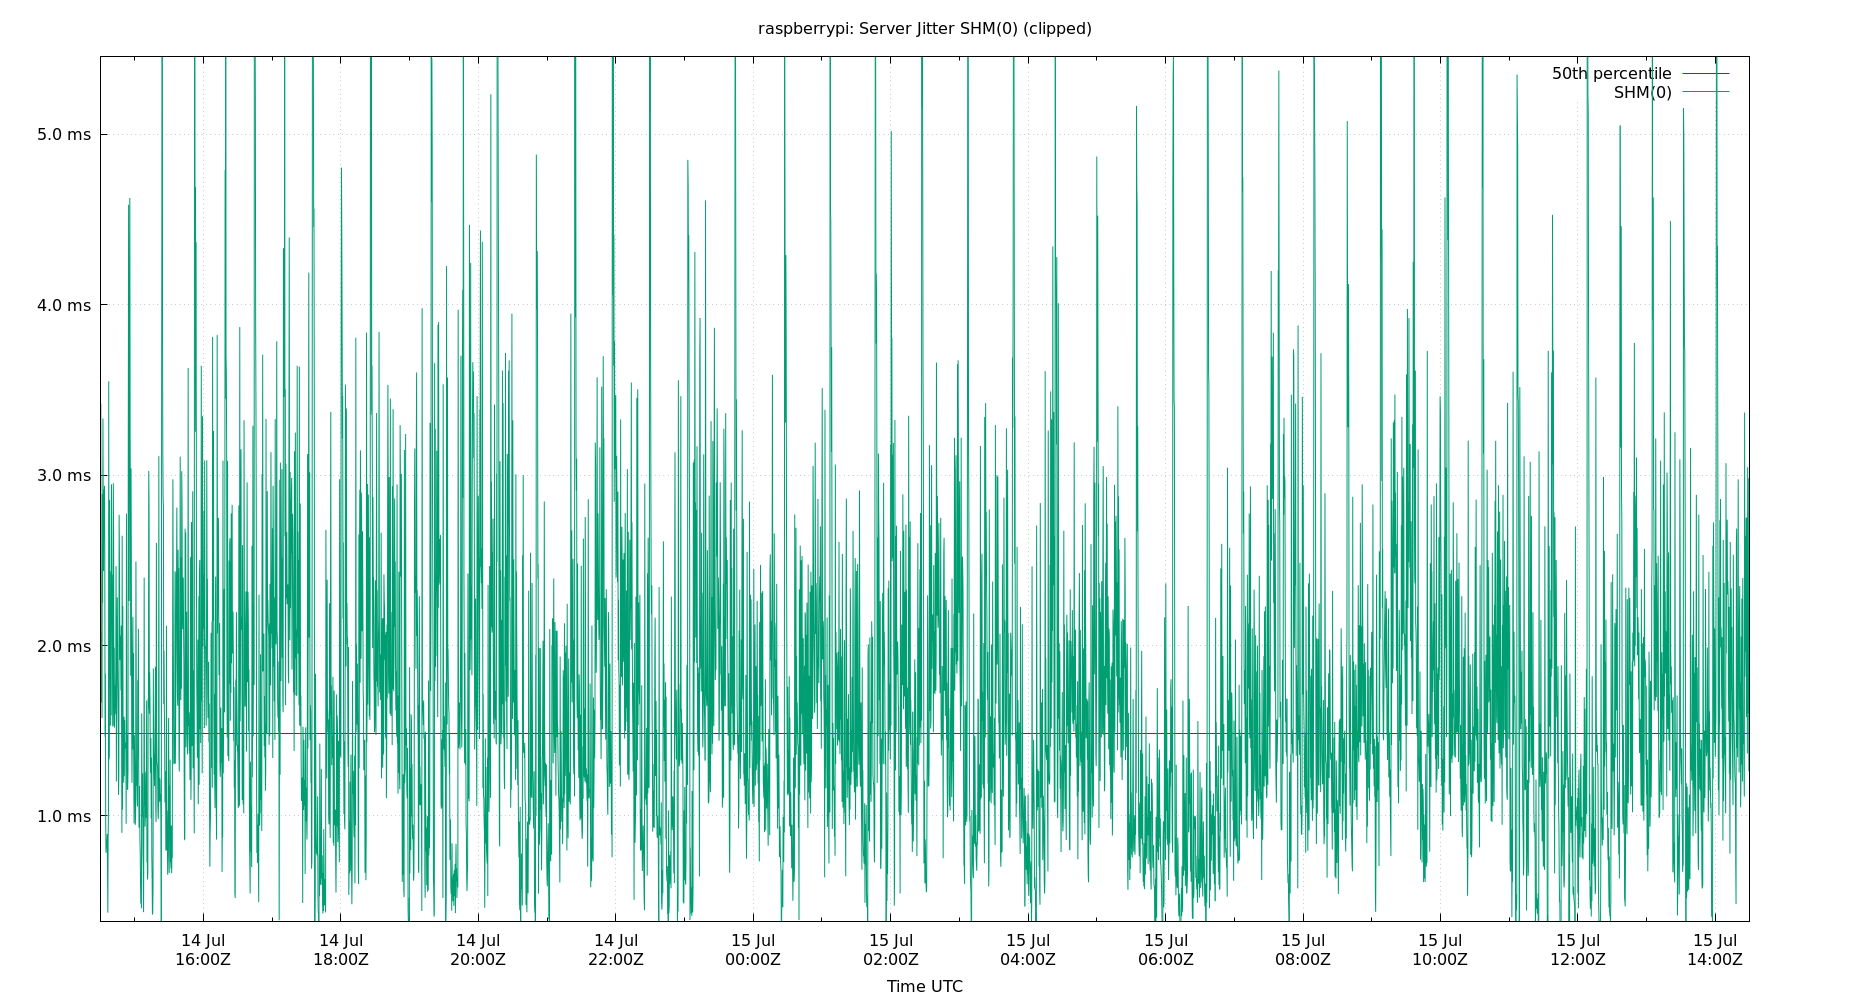 raspberrypi: Server Jitter SHM(0) (clipped)
50th percentile
SHM(0)
5.0 ms
4.0 ms
3.0 ms
2.0 ms
1.0 ms
14 Jul 14 Jul 14 Jul 14 Jul 15 Jul 15 Jul 15 Jul 15 Jul 15 Jul 15 Jul 15 Jul 15 Jul
16:00Z 18:00Z 20:00Z 22:00Z 00:00Z 02:00Z 04:00Z 06:00Z 08:00Z 10:00Z 12:00Z 14:00Z
Time UTC